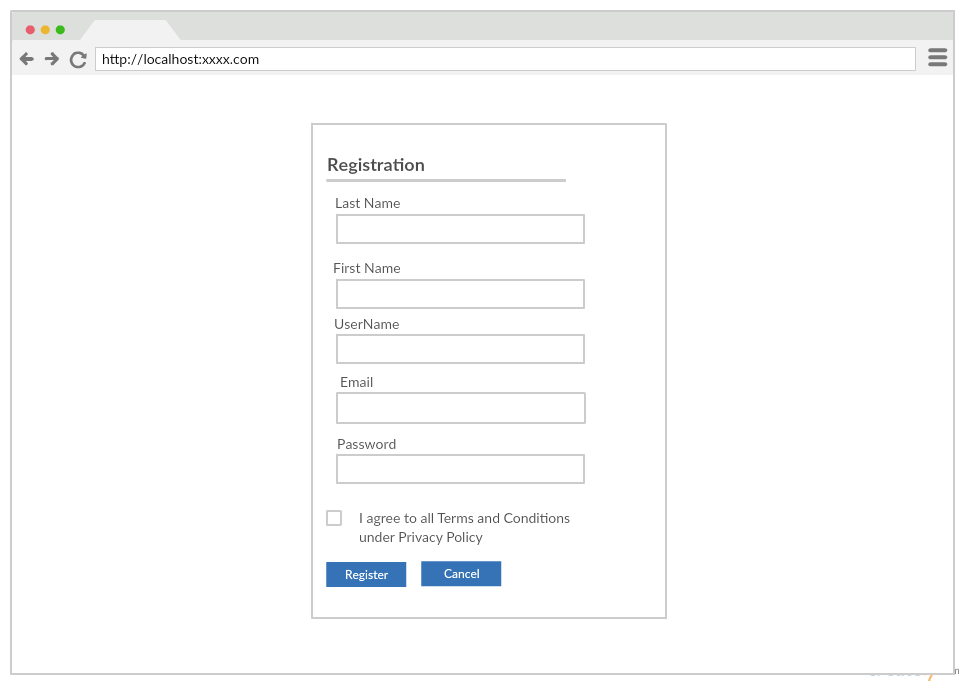 http://localhost:xxxx.com
Registration
Last Name
First Name
UserName
Email
Password
I agree to all Terms and Conditions
under Privacy Policy
Register
Cancel